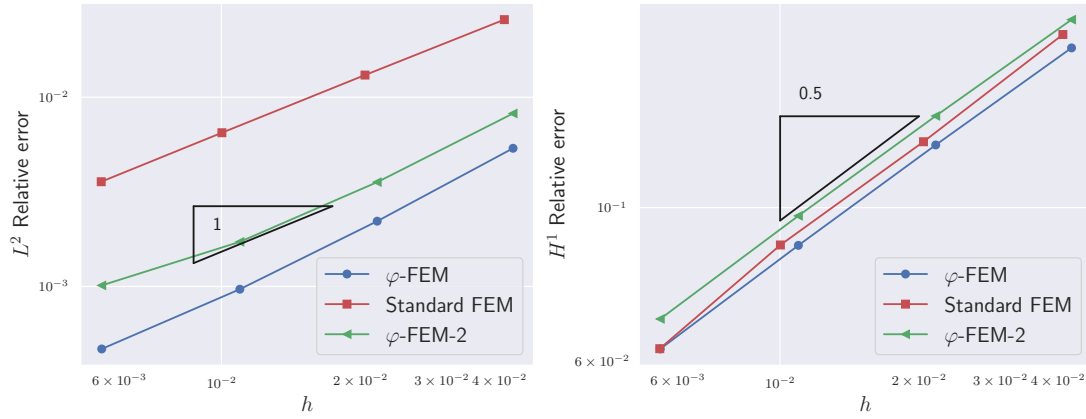 L² Relative error
10⁻²
10⁻³
1
φ-FEM
Standard FEM
φ-FEM-2
6 × 10⁻³
10⁻²
2 × 10⁻²
3 × 10⁻²
4 × 10⁻²
h
H¹ Relative error
10⁻¹
6 × 10⁻²
0.5
φ-FEM
Standard FEM
φ-FEM-2
6 × 10⁻³
10⁻²
2 × 10⁻²
3 × 10⁻²
4 × 10⁻²
h